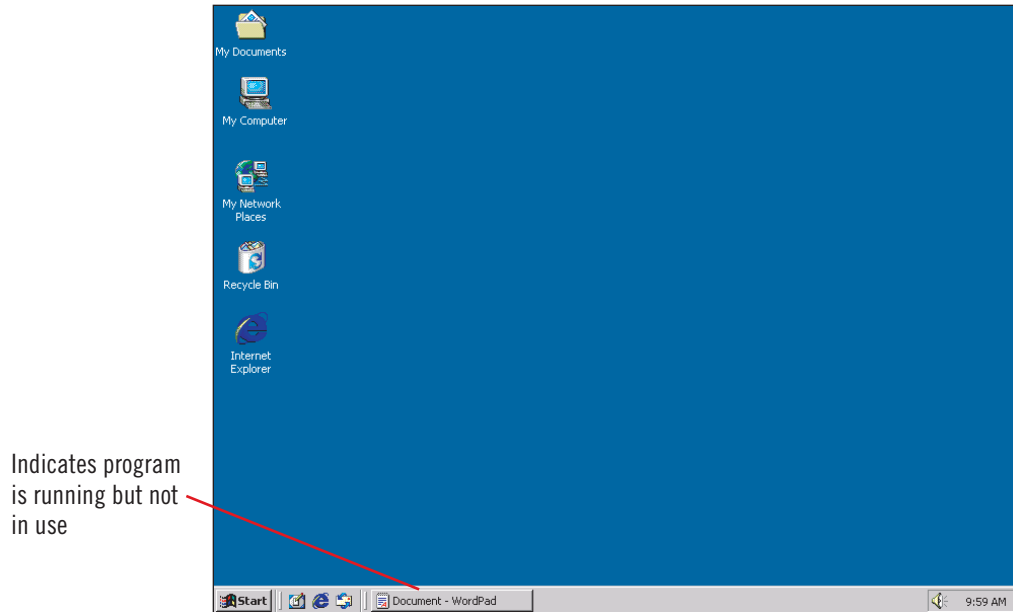 My Documents
My Computer
My Network
Places
Recycle Bin
Internet
Explorer
Indicates program
is running but not
in use
Start
Document - WordPad
9:59 AM